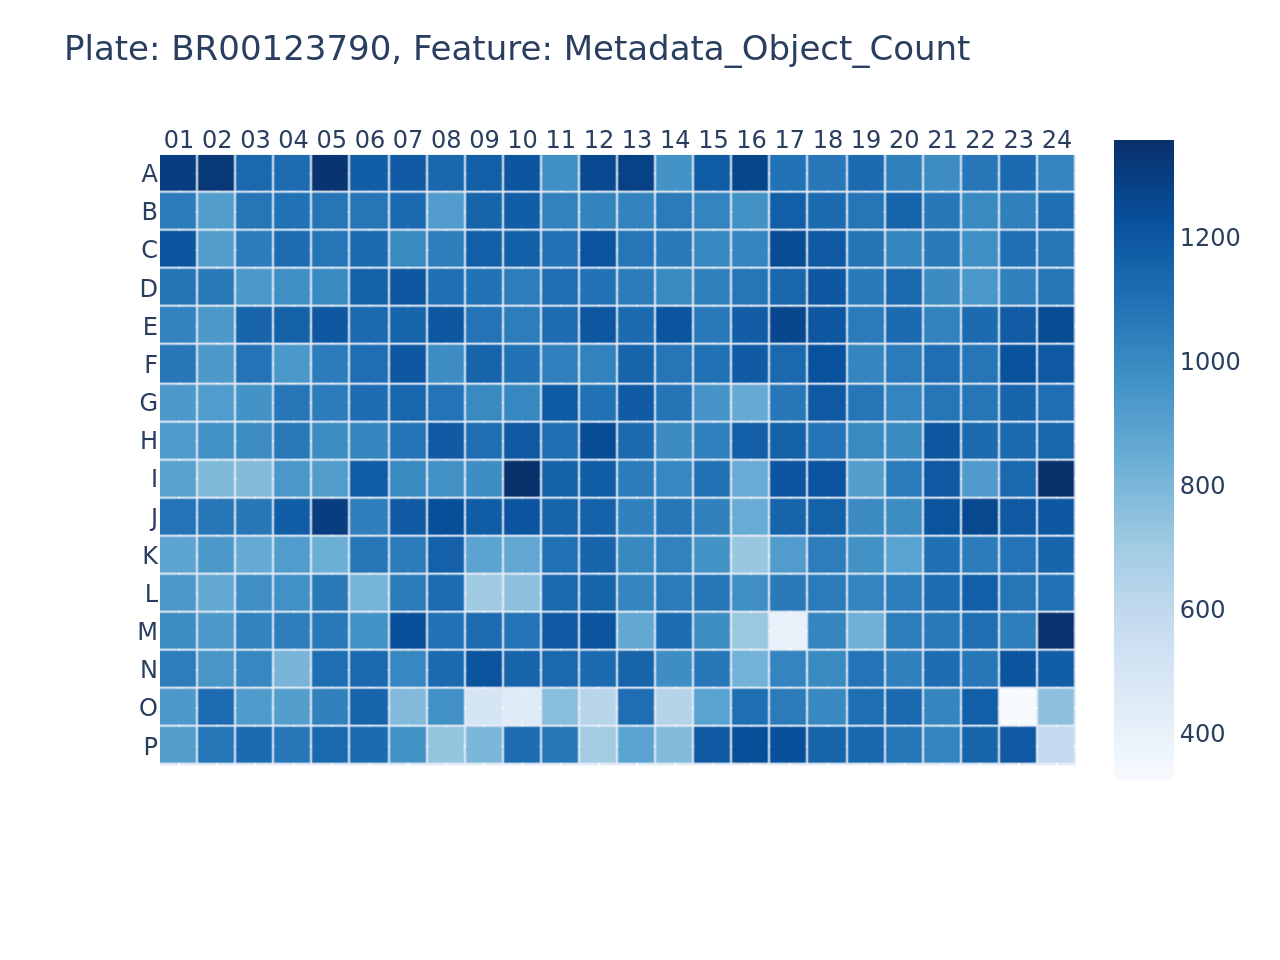 Plate: BR00123790, Feature: Metadata_Object_Count
01 02 03 04 05 06 07 08 09 10 11 12 13 14 15 16 17 18 19 20 21 22 23 24
A
B
C
D
E
F
G
H
I
J
K
L
M
N
O
P
1200
1000
800
600
400